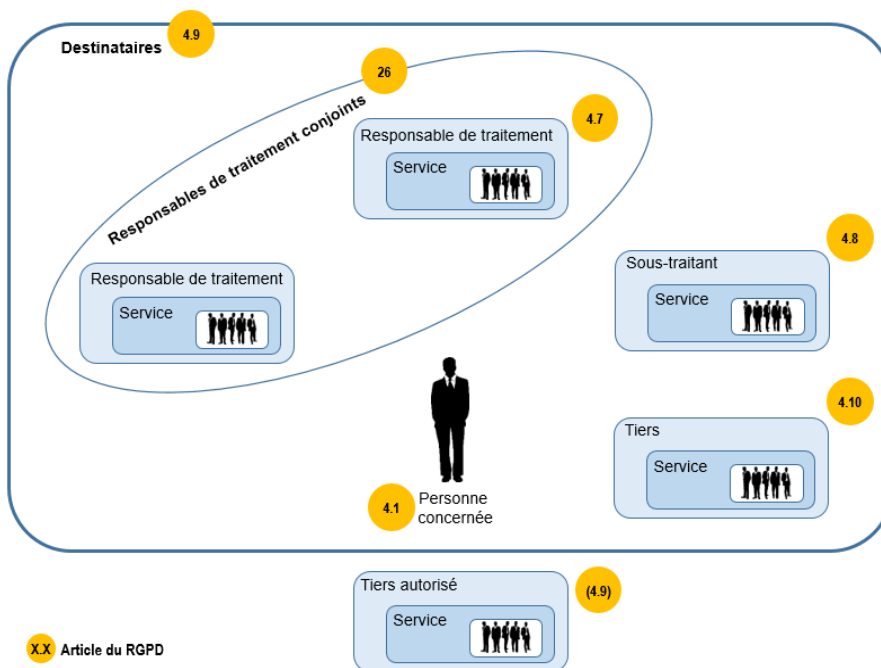 Destinataires
4.9
26
Responsables de traitement conjoints
4.7
Responsable de traitement
Service
4.8
Sous-traitant
Service
Responsable de traitement
Service
4.10
Tiers
Service
4.1
Personne
concernée
Tiers autorisé
(4.9)
Service
X.X Article du RGPD